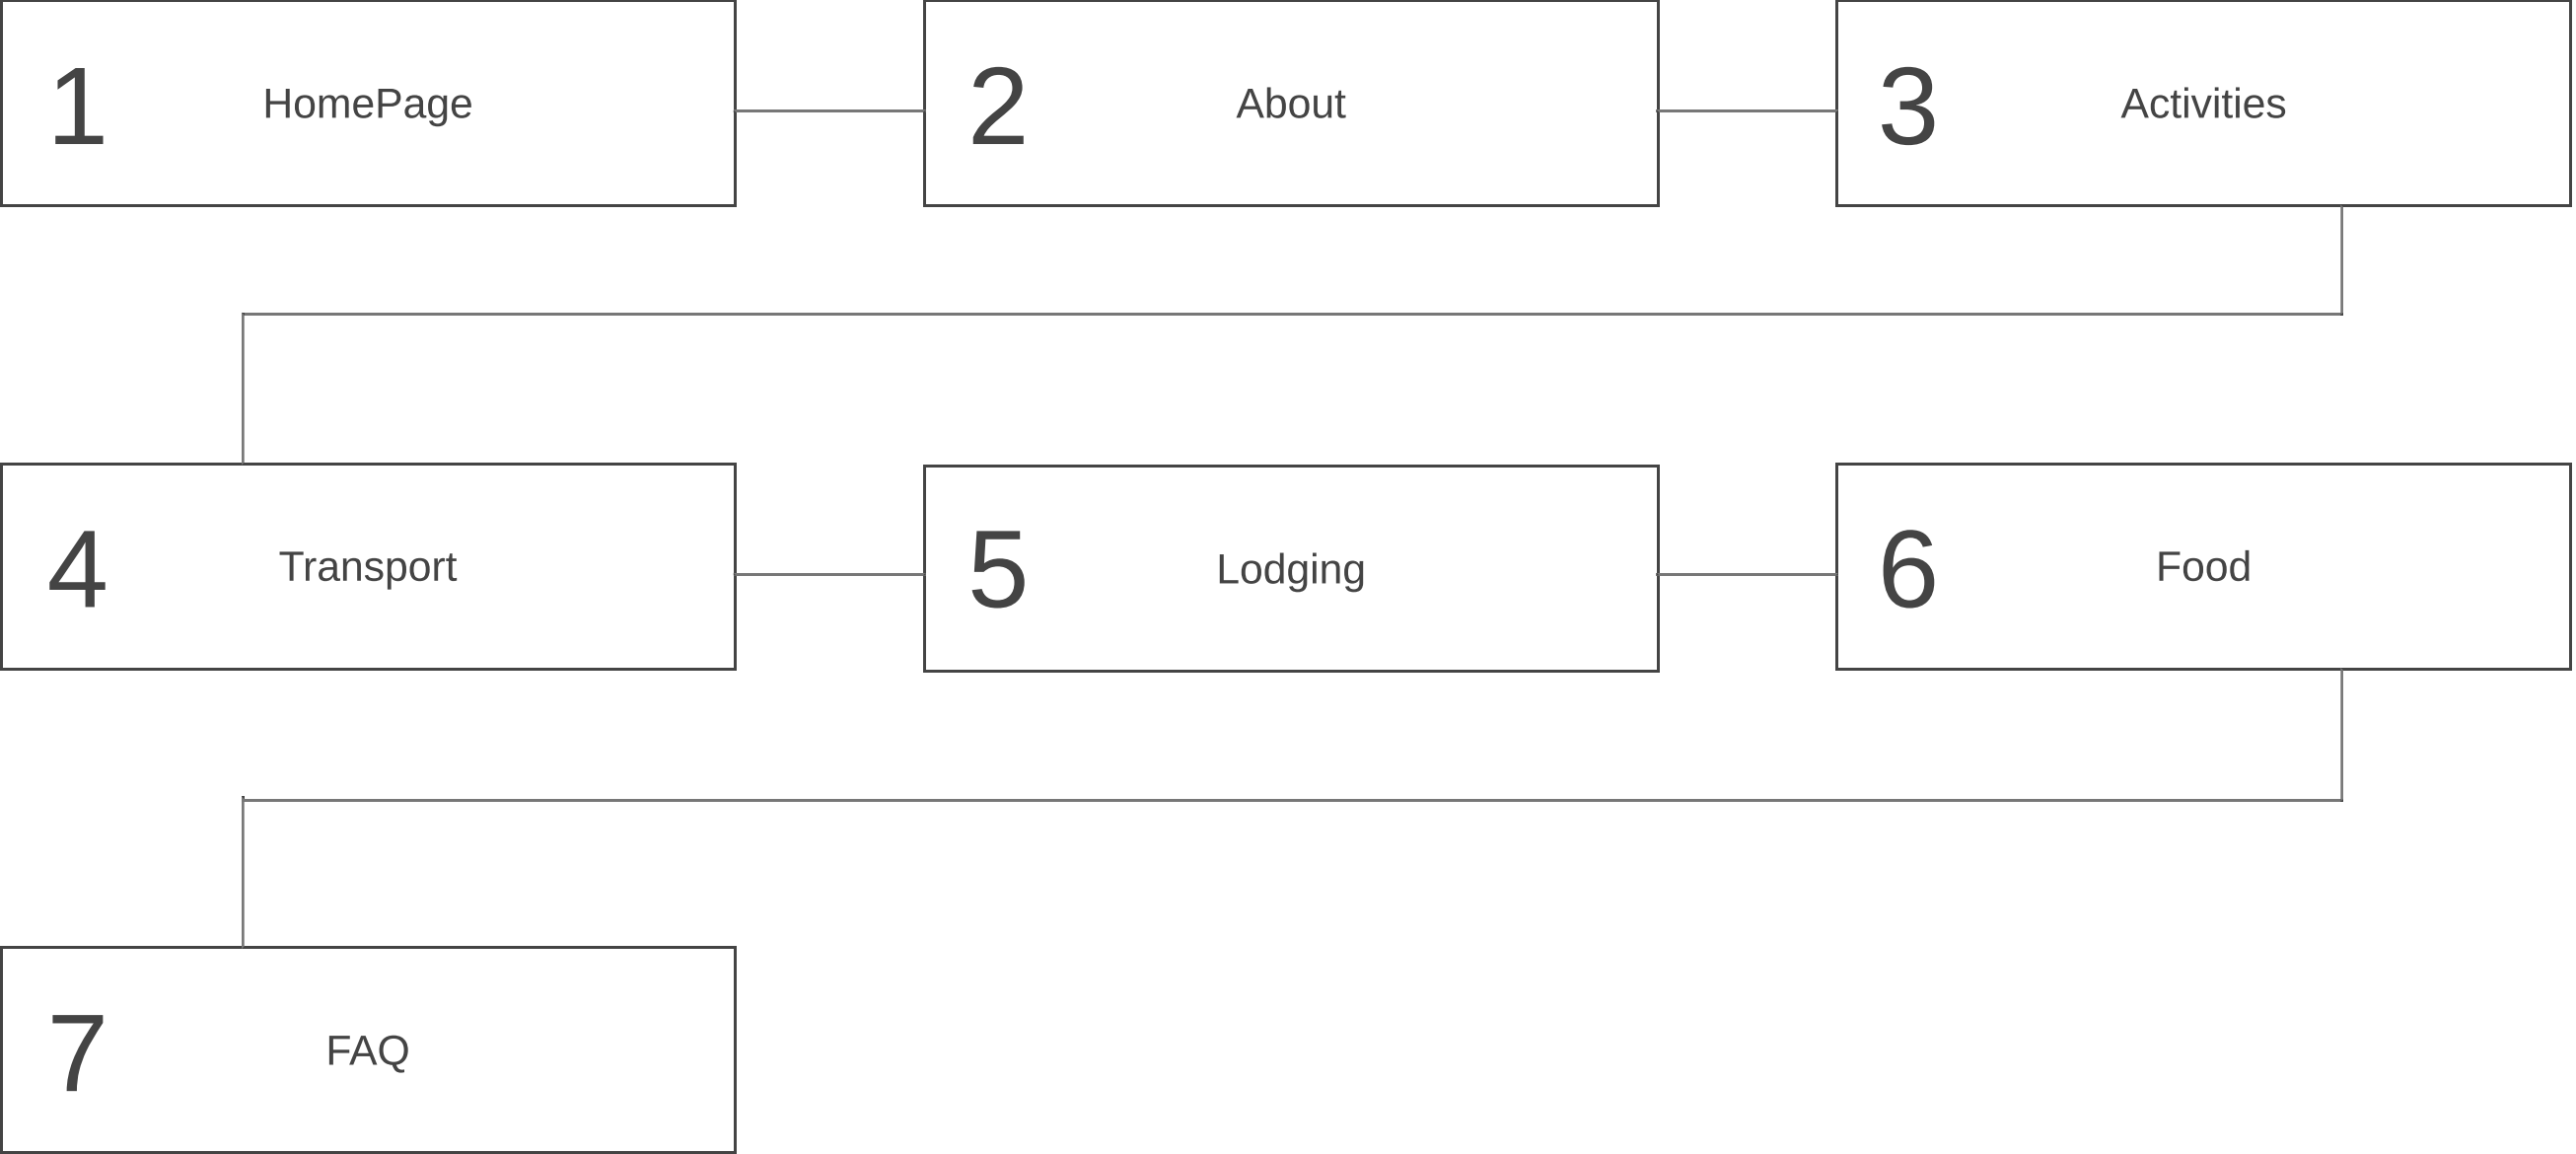 1 HomePage
2 About
3 Activities
4 Transport
5 Lodging
6 Food
7 FAQ